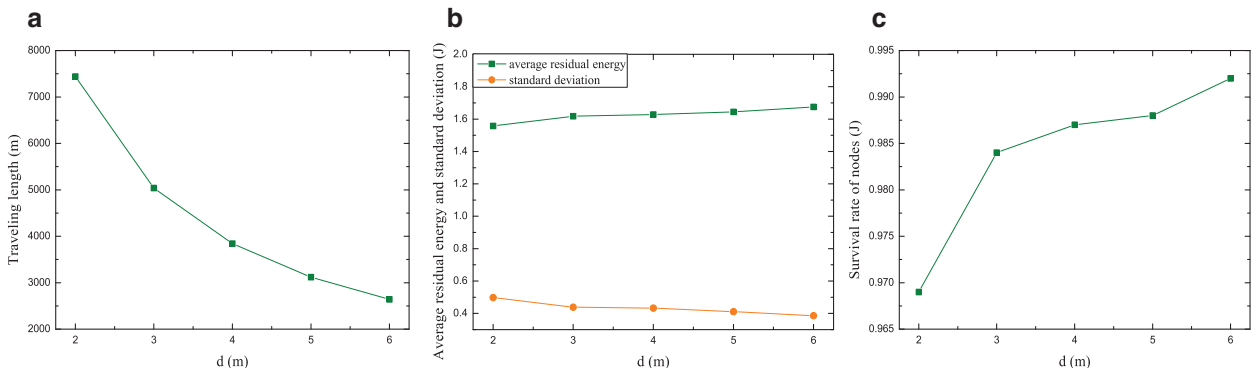 a
8000
7000
6000
5000
4000
3000
2000
Traveling length (m)
2 3 4 5 6
d (m)
b
2.0
1.8
1.6
1.4
1.2
1.0
0.8
0.6
0.4
Average residual energy and standard deviation (J)
average residual energy
standard deviation
2 3 4 5 6
d (m)
c
0.995
0.990
0.985
0.980
0.975
0.970
0.965
Survival rate of nodes (J)
2 3 4 5 6
d (m)